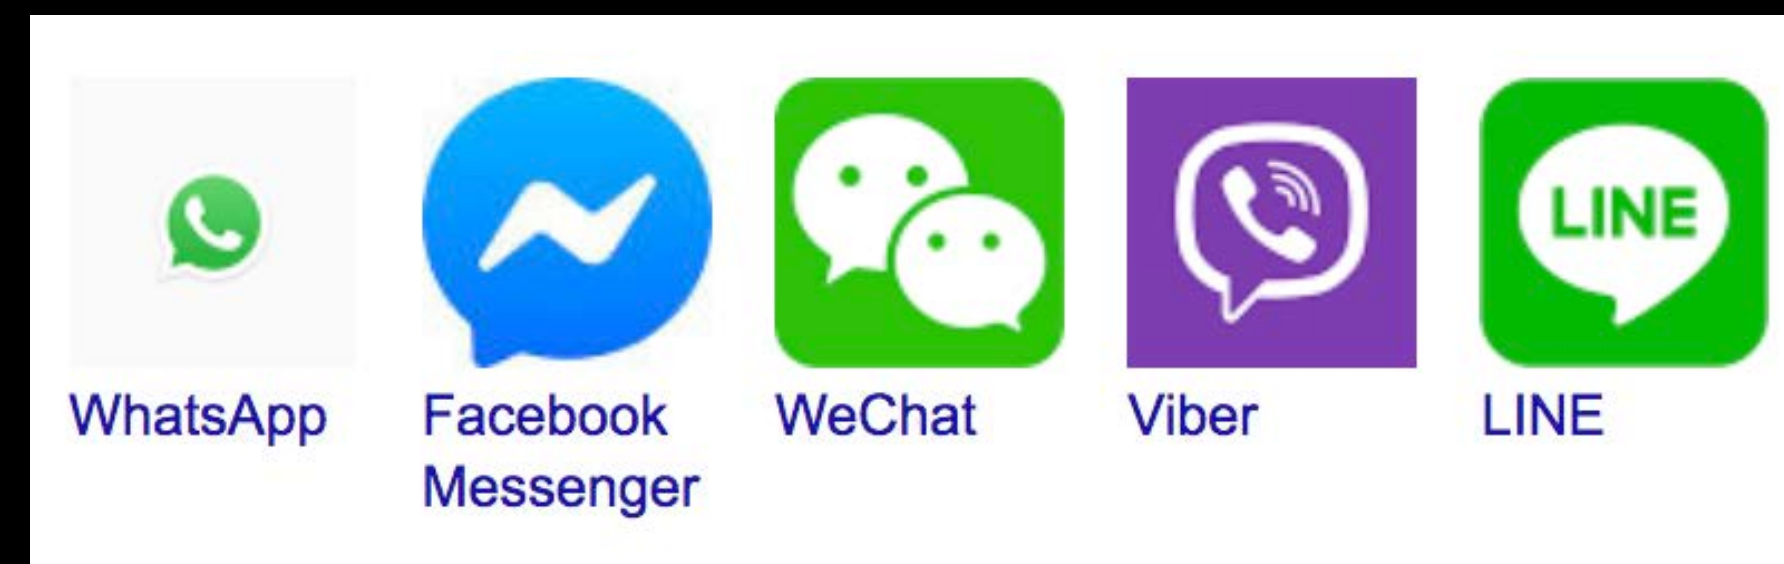 LINE
WhatsApp
Facebook
Messenger
WeChat
Viber
LINE